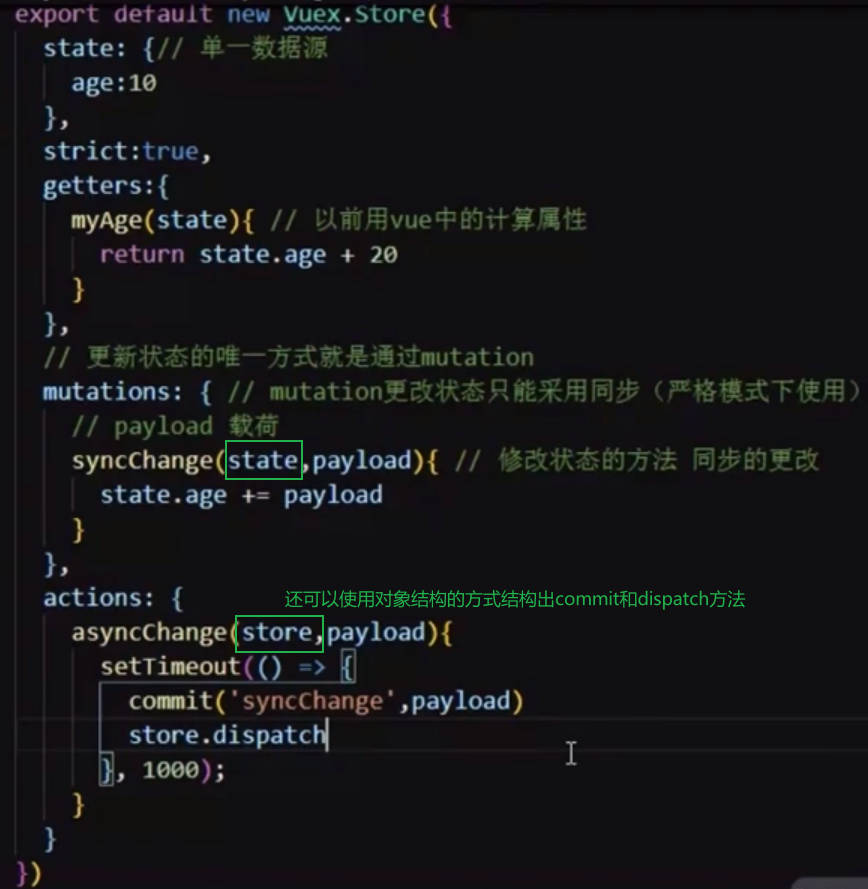 export default new Vuex.Store({
state: {// 单一数据源
age:10
},
strict:true,
getters:{
myAge(state){ // 以前用vue中的计算属性
return state.age + 20
}
},
// 更新状态的唯一方式就是通过mutation
mutations: { // mutation更改状态只能采用同步（严格模式下使用）
// payload 载荷
syncChange(state,payload){ // 修改状态的方法 同步的更改
state.age += payload
}
},
actions: {
还可以使用对象结构的方式结构出commit和dispatch方法
asyncChange(store,payload){
setTimeout(() => {
commit('syncChange',payload)
store.dispatch
}, 1000);
}
}
})